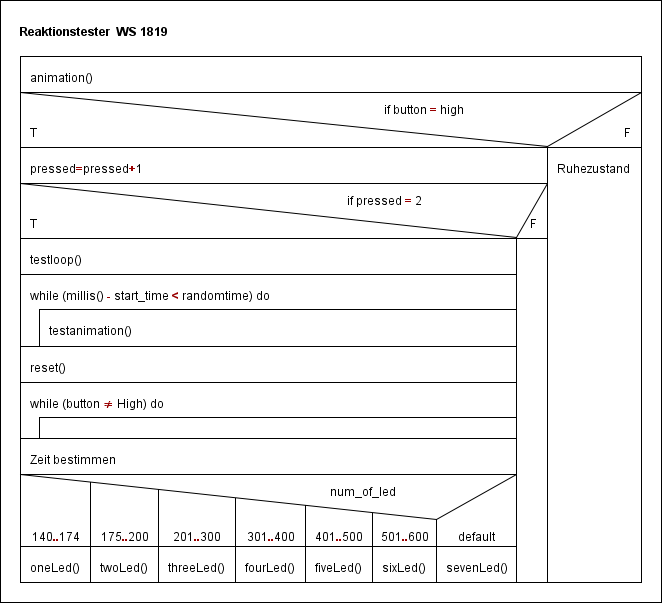 Reaktionstester WS 1819
animation()
if button = high
T F
pressed=pressed+1 Ruhezustand
if pressed = 2
T F
testloop()
while (millis() - start_time < randomtime) do
testanimation()
reset()
while (button ≠ High) do
Zeit bestimmen
num_of_led
140..174 175..200 201..300 301..400 401..500 501..600 default
oneLed() twoLed() threeLed() fourLed() fiveLed() sixLed() sevenLed()